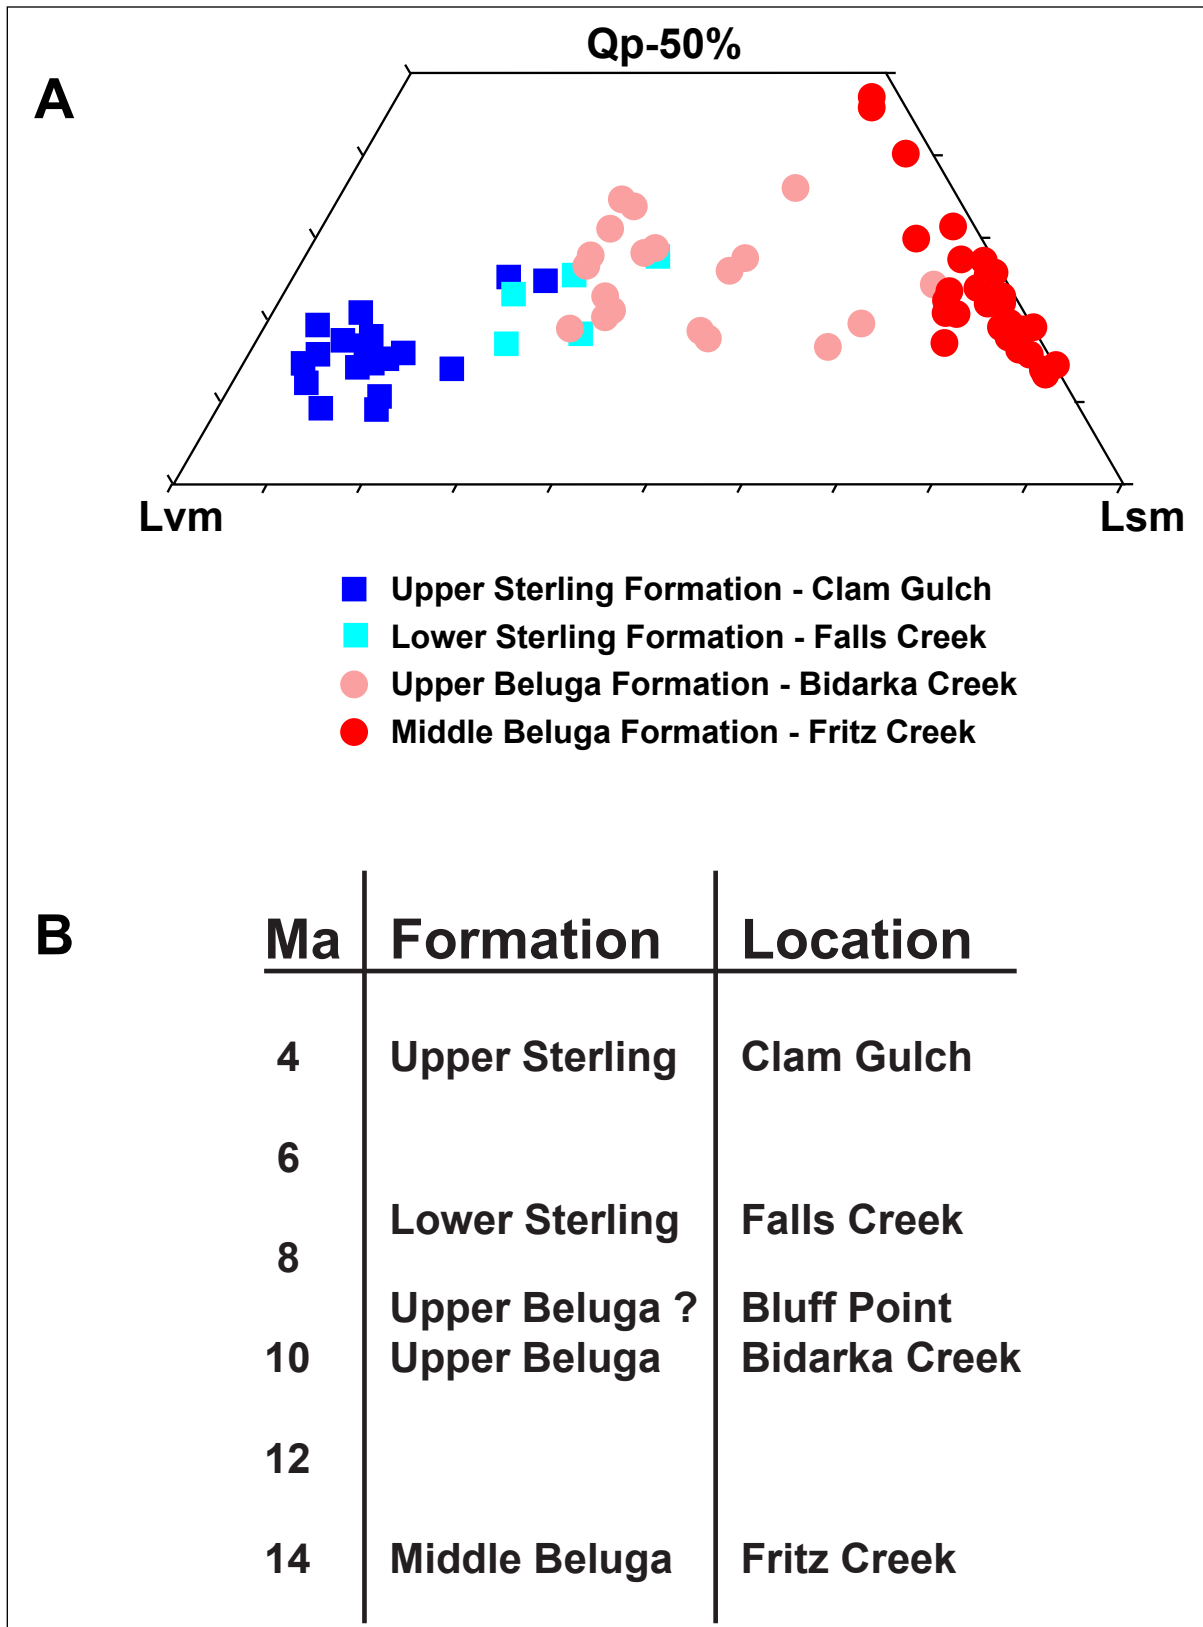 A
Qp-50%
Lvm
Lsm
Upper Sterling Formation - Clam Gulch
Lower Sterling Formation - Falls Creek
Upper Beluga Formation - Bidarka Creek
Middle Beluga Formation - Fritz Creek
B
Ma Formation Location
4 Upper Sterling Clam Gulch
6
Lower Sterling Falls Creek
8
Upper Beluga ? Bluff Point
10 Upper Beluga Bidarka Creek
12
14 Middle Beluga Fritz Creek